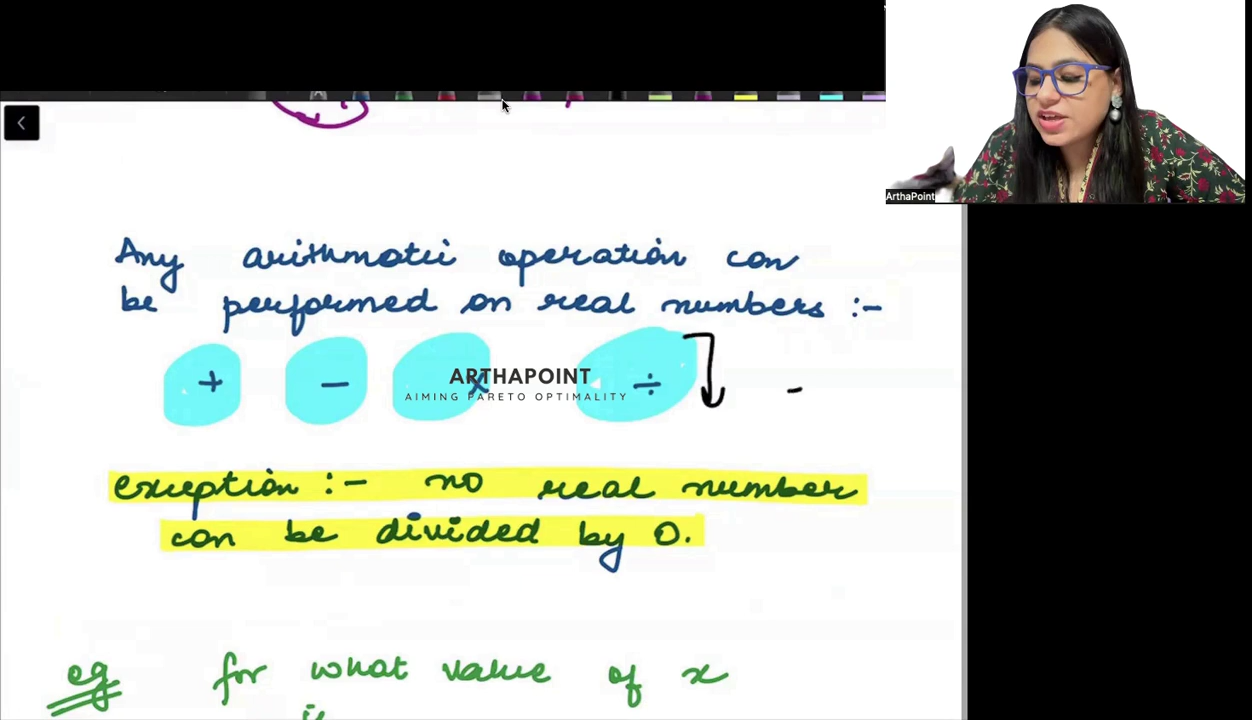 ArthaPoint
Any arithmatic operation can
be performed on real numbers :-
+ − × ÷
ARTHAPOINT
AIMING PARETO OPTIMALITY
exception :- no real number
can be divided by 0.
eg for what value of x